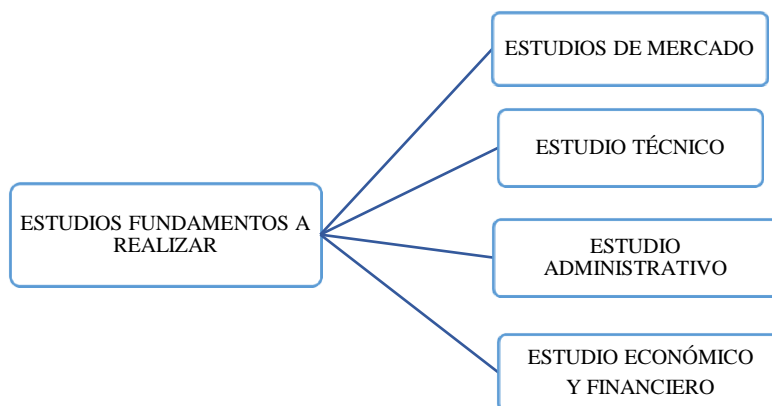 ESTUDIOS DE MERCADO
ESTUDIO TÉCNICO
ESTUDIOS FUNDAMENTOS A
REALIZAR
ESTUDIO
ADMINISTRATIVO
ESTUDIO ECONÓMICO
Y FINANCIERO